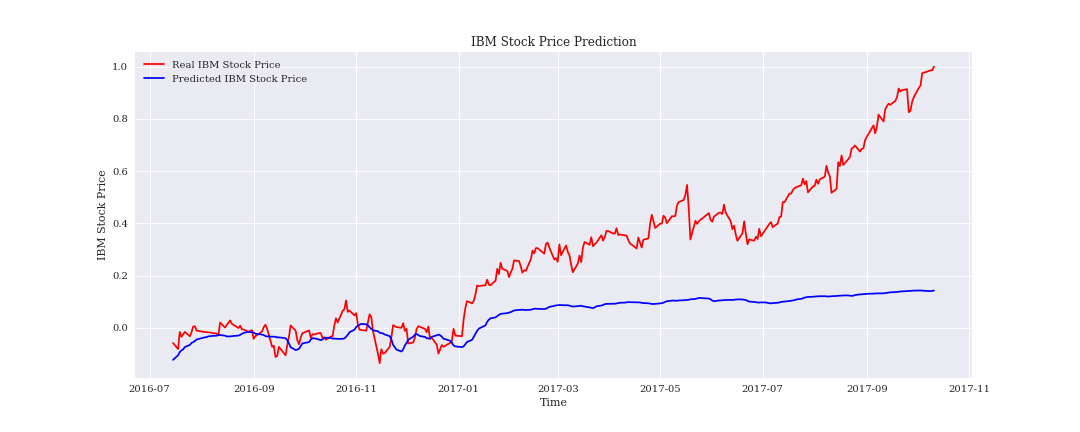 IBM Stock Price Prediction
Real IBM Stock Price
Predicted IBM Stock Price
IBM Stock Price
1.0
0.8
0.6
0.4
0.2
0.0
2016-07 2016-09 2016-11 2017-01 2017-03 2017-05 2017-07 2017-09 2017-11
Time